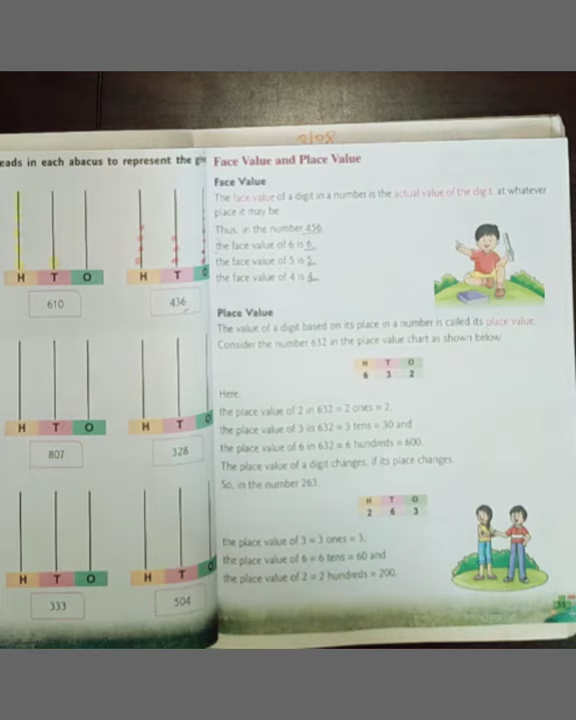 eads in each abacus to represent the
H T O
610
H T O
436
H T O
807
H T O
328
H T O
333
H T
504
Face Value and Place Value
Face Value
The face value of a digit in a number is the actual value of the digit, at whatever
place it may be.
Thus, in the number 456,
the face value of 6 is 6.
the face value of 5 is 5.
the face value of 4 is 4.
Place Value
The value of a digit based on its place in a number is called its place value.
Consider the number 632 in the place value chart as shown below.
H T O
6 3 2
Here,
the place value of 2 in 632 = 2 ones = 2,
the place value of 3 in 632 = 3 tens = 30 and
the place value of 6 in 632 = 6 hundreds = 600.
The place value of a digit changes, if its place changes.
So, in the number 263,
H T O
2 6 3
the place value of 3 = 3 ones = 3,
the place value of 6 = 6 tens = 60 and
the place value of 2 = 2 hundreds = 200.